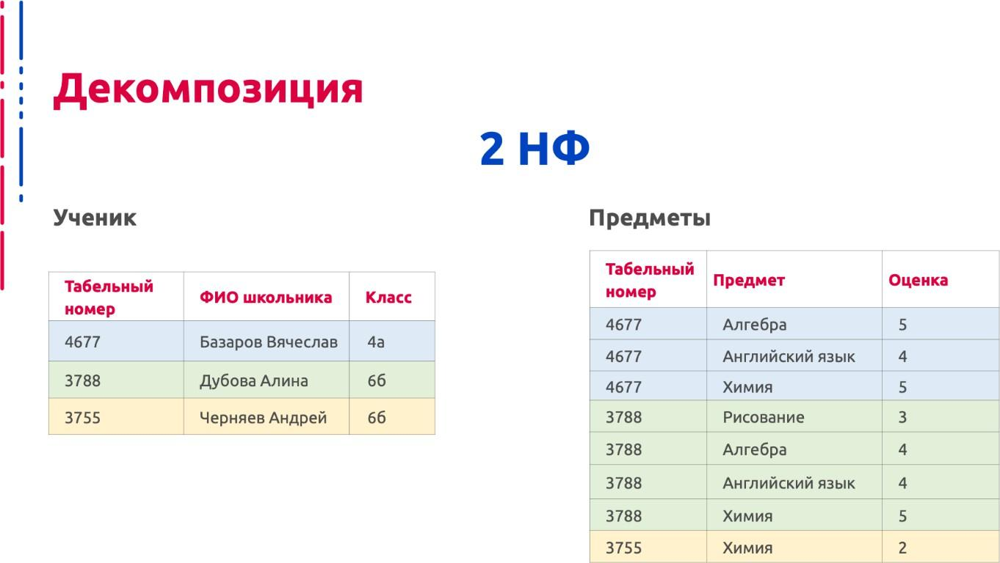 Декомпозиция
2 НФ
Ученик
Табельный
номер
ФИО школьника
Класс
4677 Базаров Вячеслав 4а
3788 Дубова Алина 6б
3755 Черняев Андрей 6б
Предметы
Табельный
номер
Предмет
Оценка
4677 Алгебра 5
4677 Английский язык 4
4677 Химия 5
3788 Рисование 3
3788 Алгебра 4
3788 Английский язык 4
3788 Химия 5
3755 Химия 2